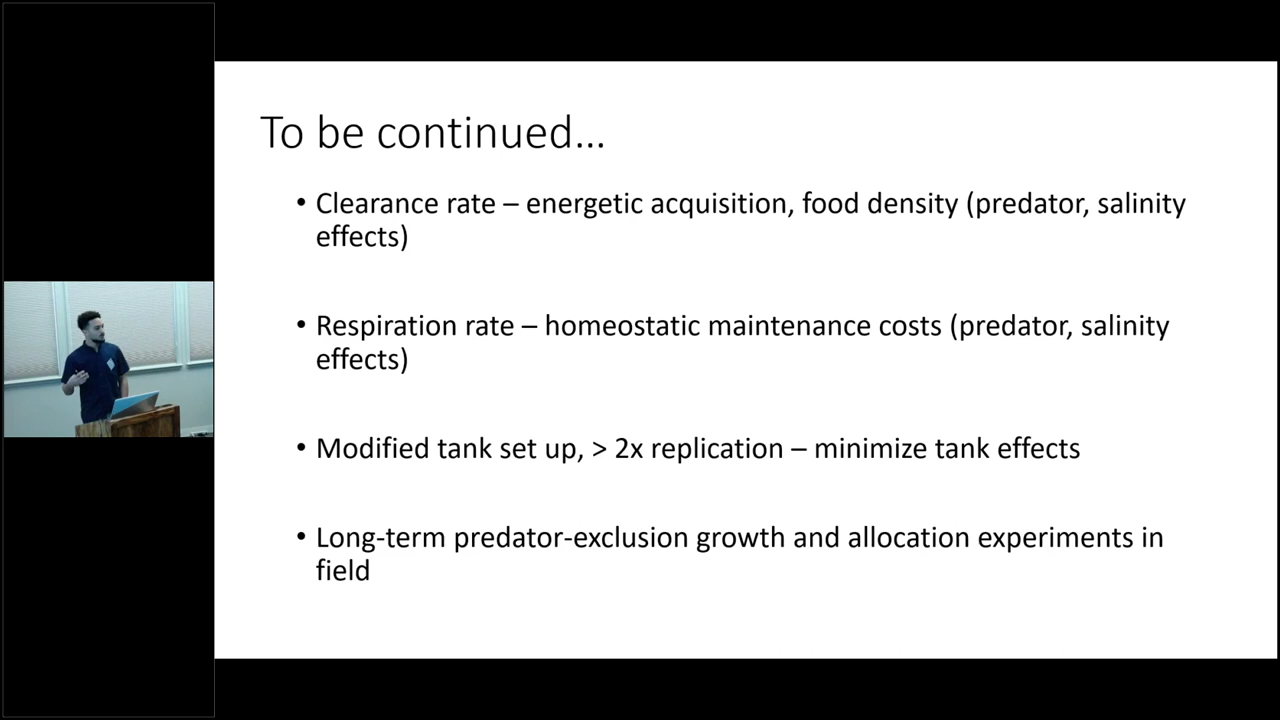 To be continued...
• Clearance rate – energetic acquisition, food density (predator, salinity
effects)
• Respiration rate – homeostatic maintenance costs (predator, salinity
effects)
• Modified tank set up, > 2x replication – minimize tank effects
• Long-term predator-exclusion growth and allocation experiments in
field